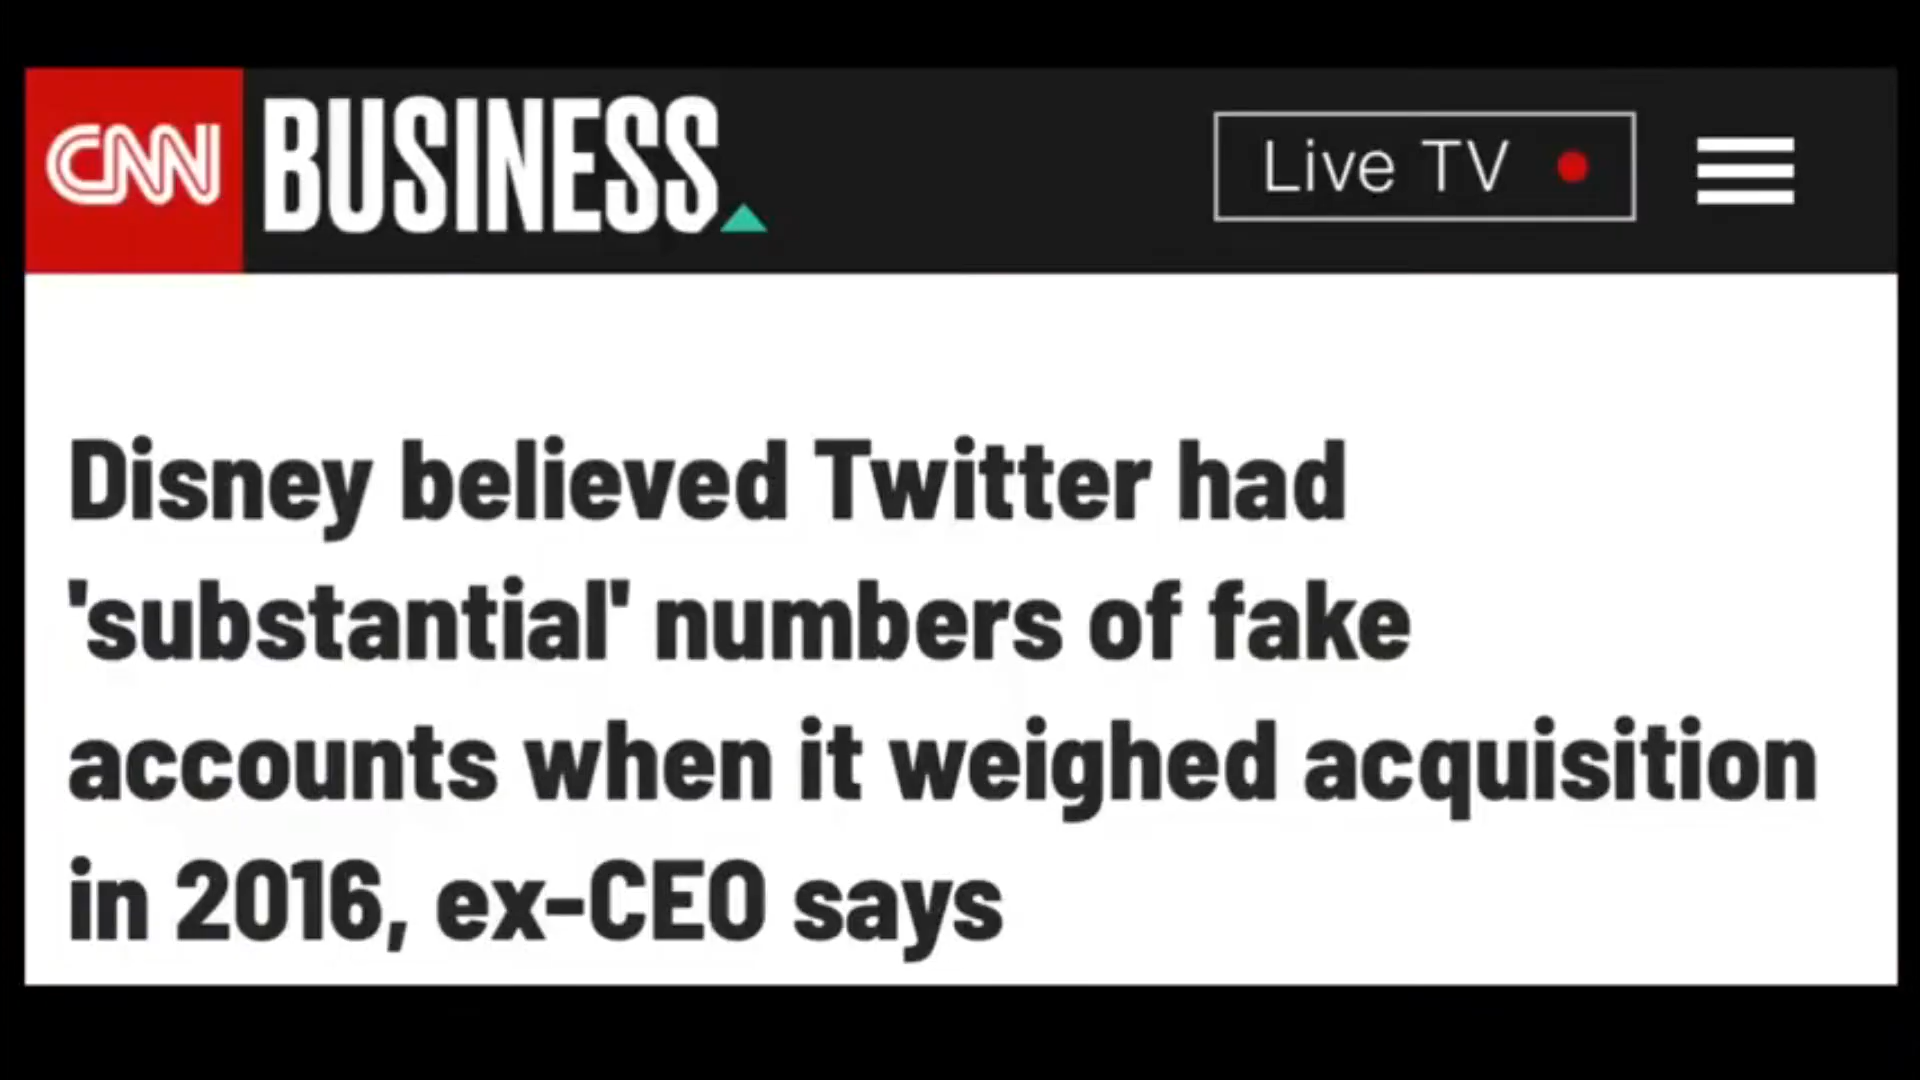 CNN BUSINESS
Live TV
Disney believed Twitter had
'substantial' numbers of fake
accounts when it weighed acquisition
in 2016, ex-CEO says